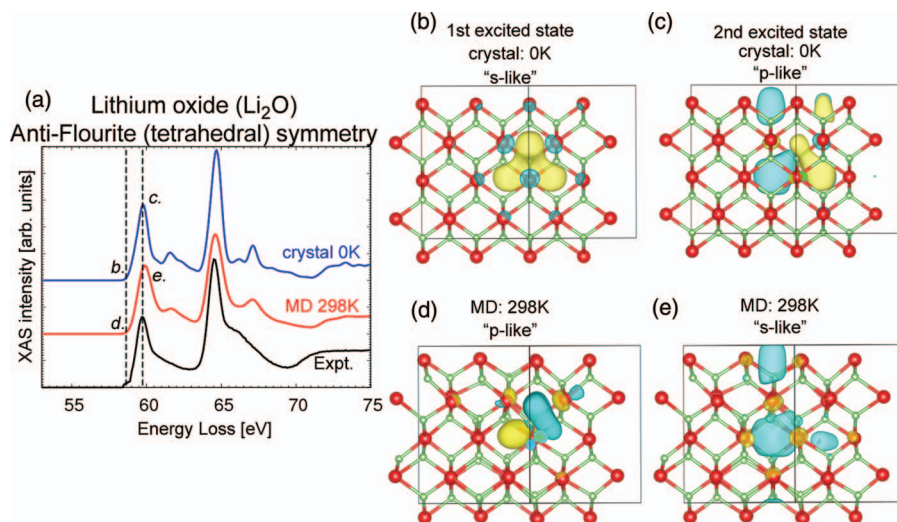 (a)
Lithium oxide (Li₂O)
Anti-Flourite (tetrahedral) symmetry
XAS intensity [arb. units]
c.
crystal 0K
b.
e.
MD 298K
d.
Expt.
55 60 65 70 75
Energy Loss [eV]
(b)
1st excited state
crystal: 0K
“s-like”
(c)
2nd excited state
crystal: 0K
“p-like”
(d)
MD: 298K
“p-like”
(e)
MD: 298K
“s-like”